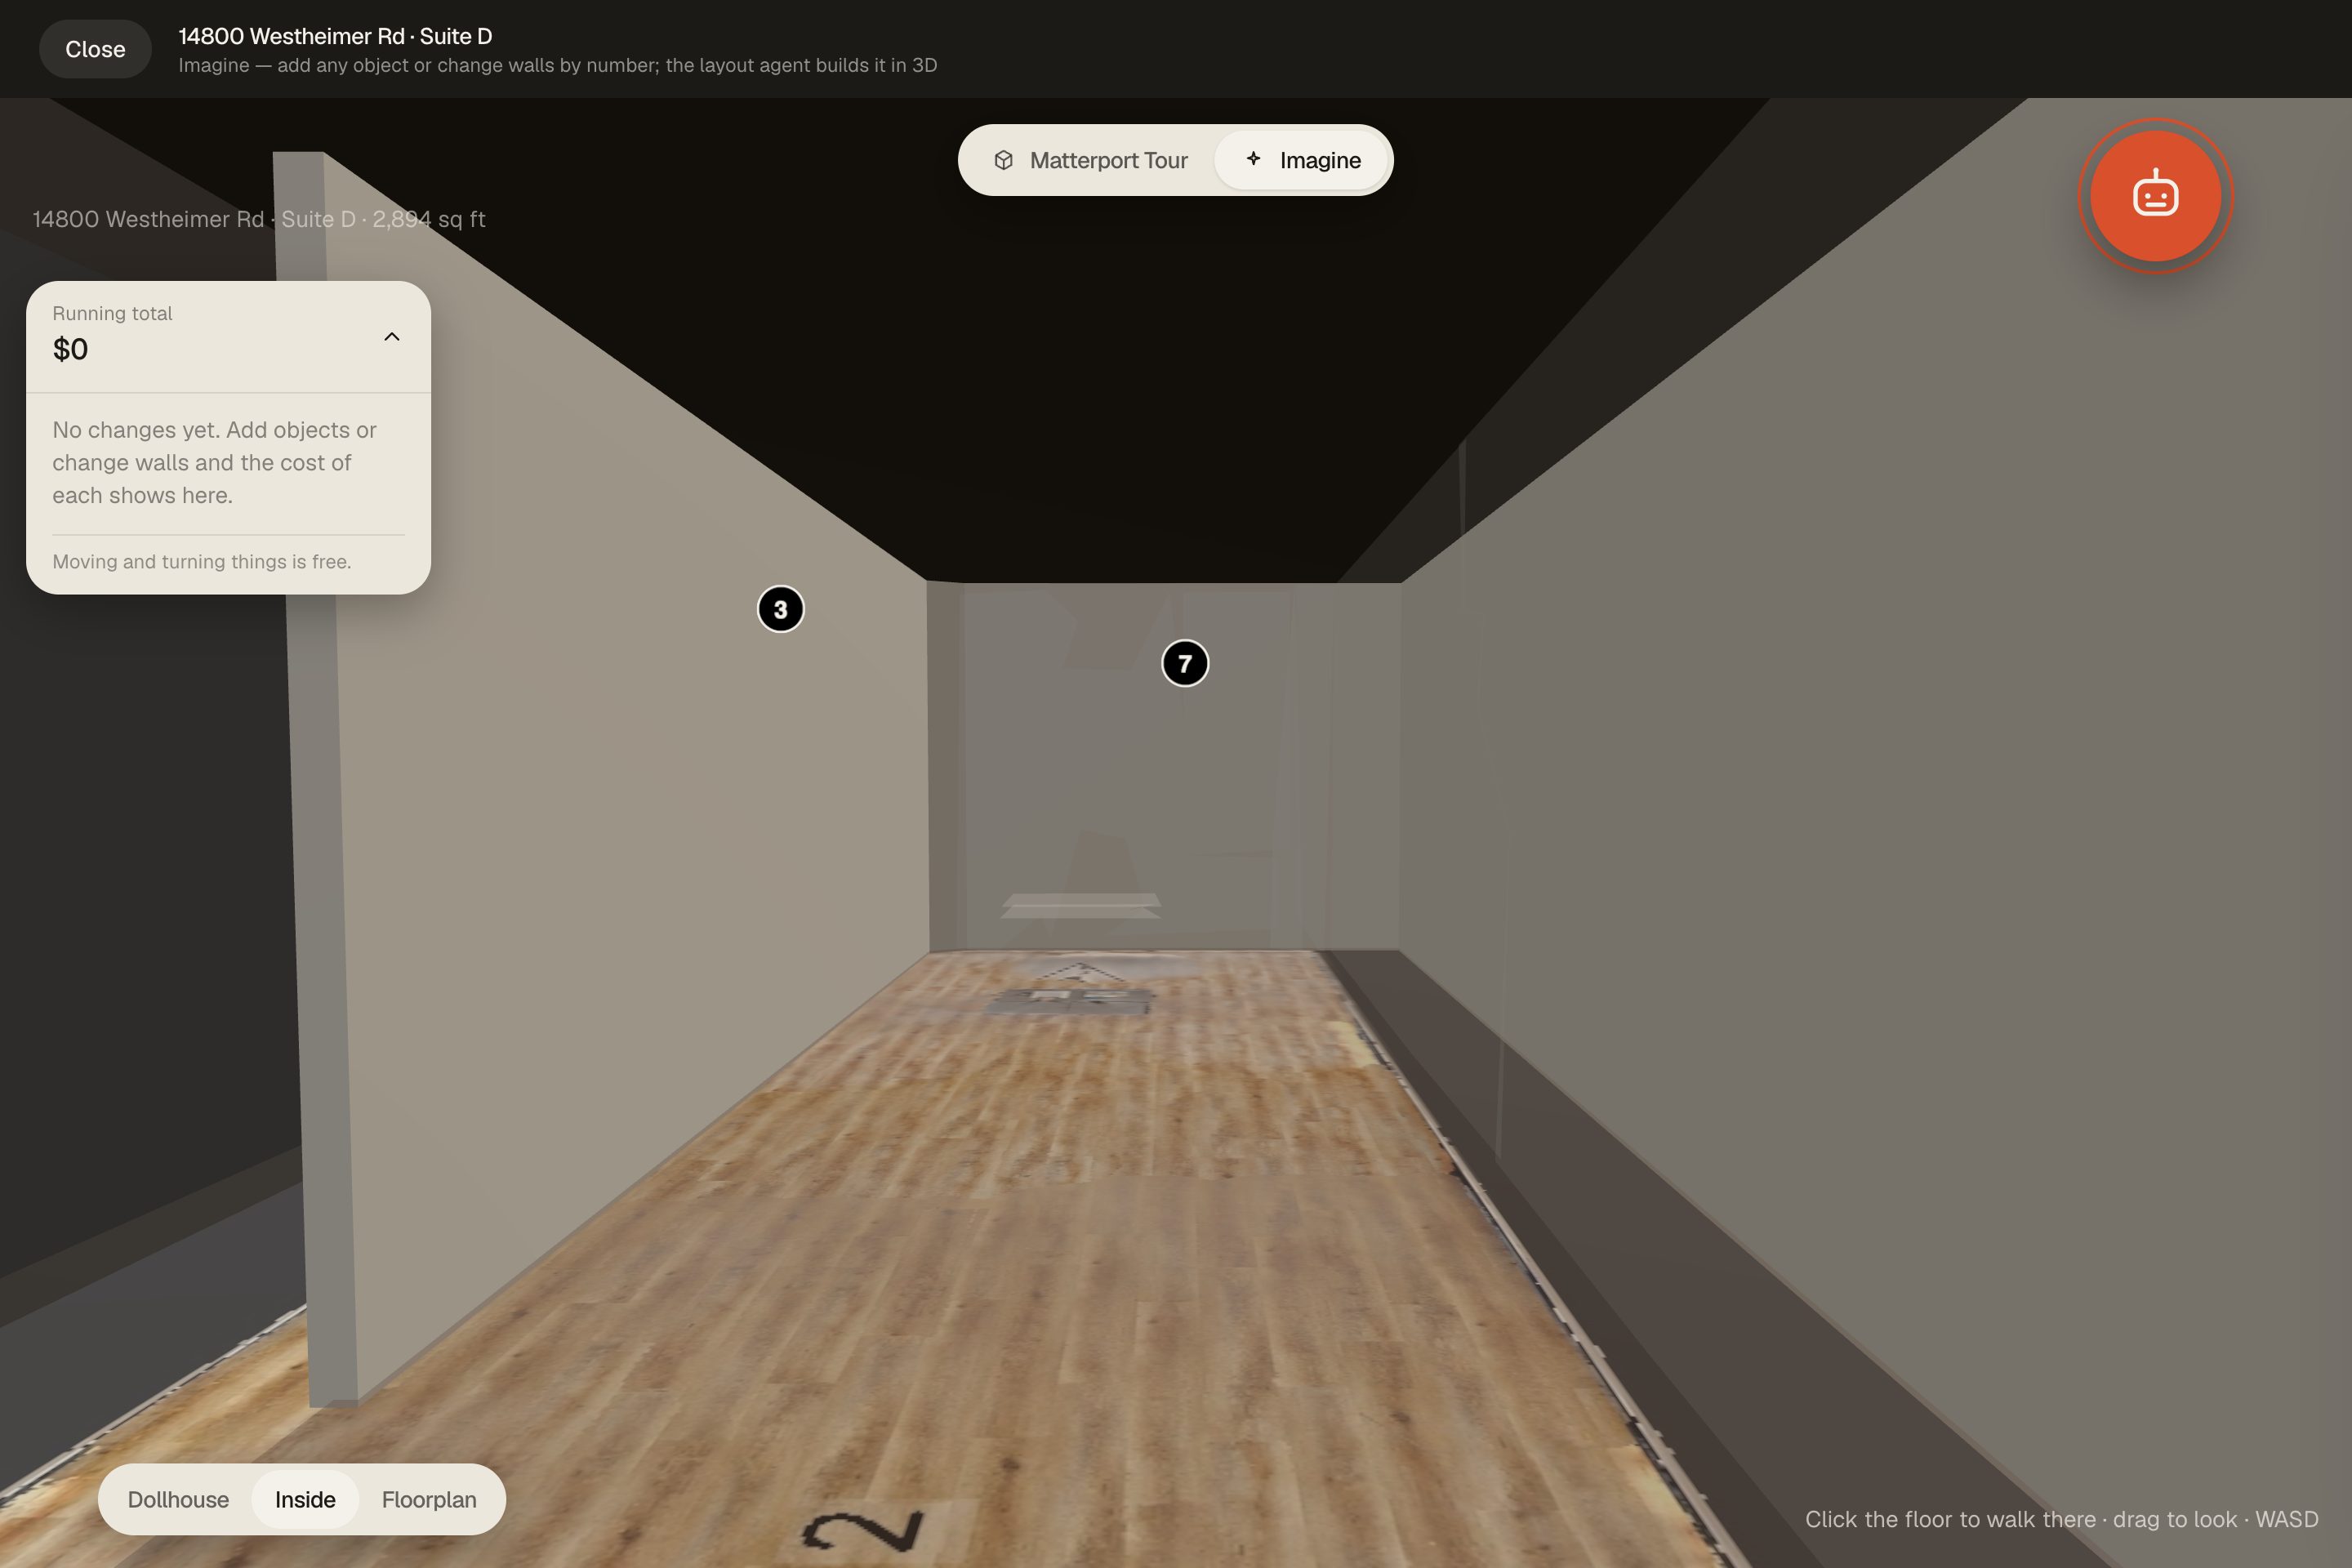 Close
14800 Westheimer Rd · Suite D
Imagine — add any object or change walls by number; the layout agent builds it in 3D
Matterport Tour
Imagine
14800 Westheimer Rd · Suite D · 2,894 sq ft
Running total
$0
No changes yet. Add objects or
change walls and the cost of
each shows here.
Moving and turning things is free.
3
7
2
Dollhouse
Inside
Floorplan
Click the floor to walk there · drag to look · WASD